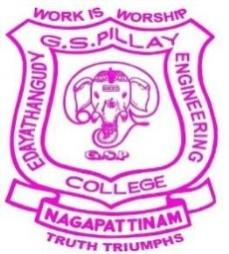 WORK IS WORSHIP
G.S.PILLAY
EDAYATHANGUDY
ENGINEERING
G.S.P
COLLEGE
NAGAPATTINAM
TRUTH TRIUMPHS